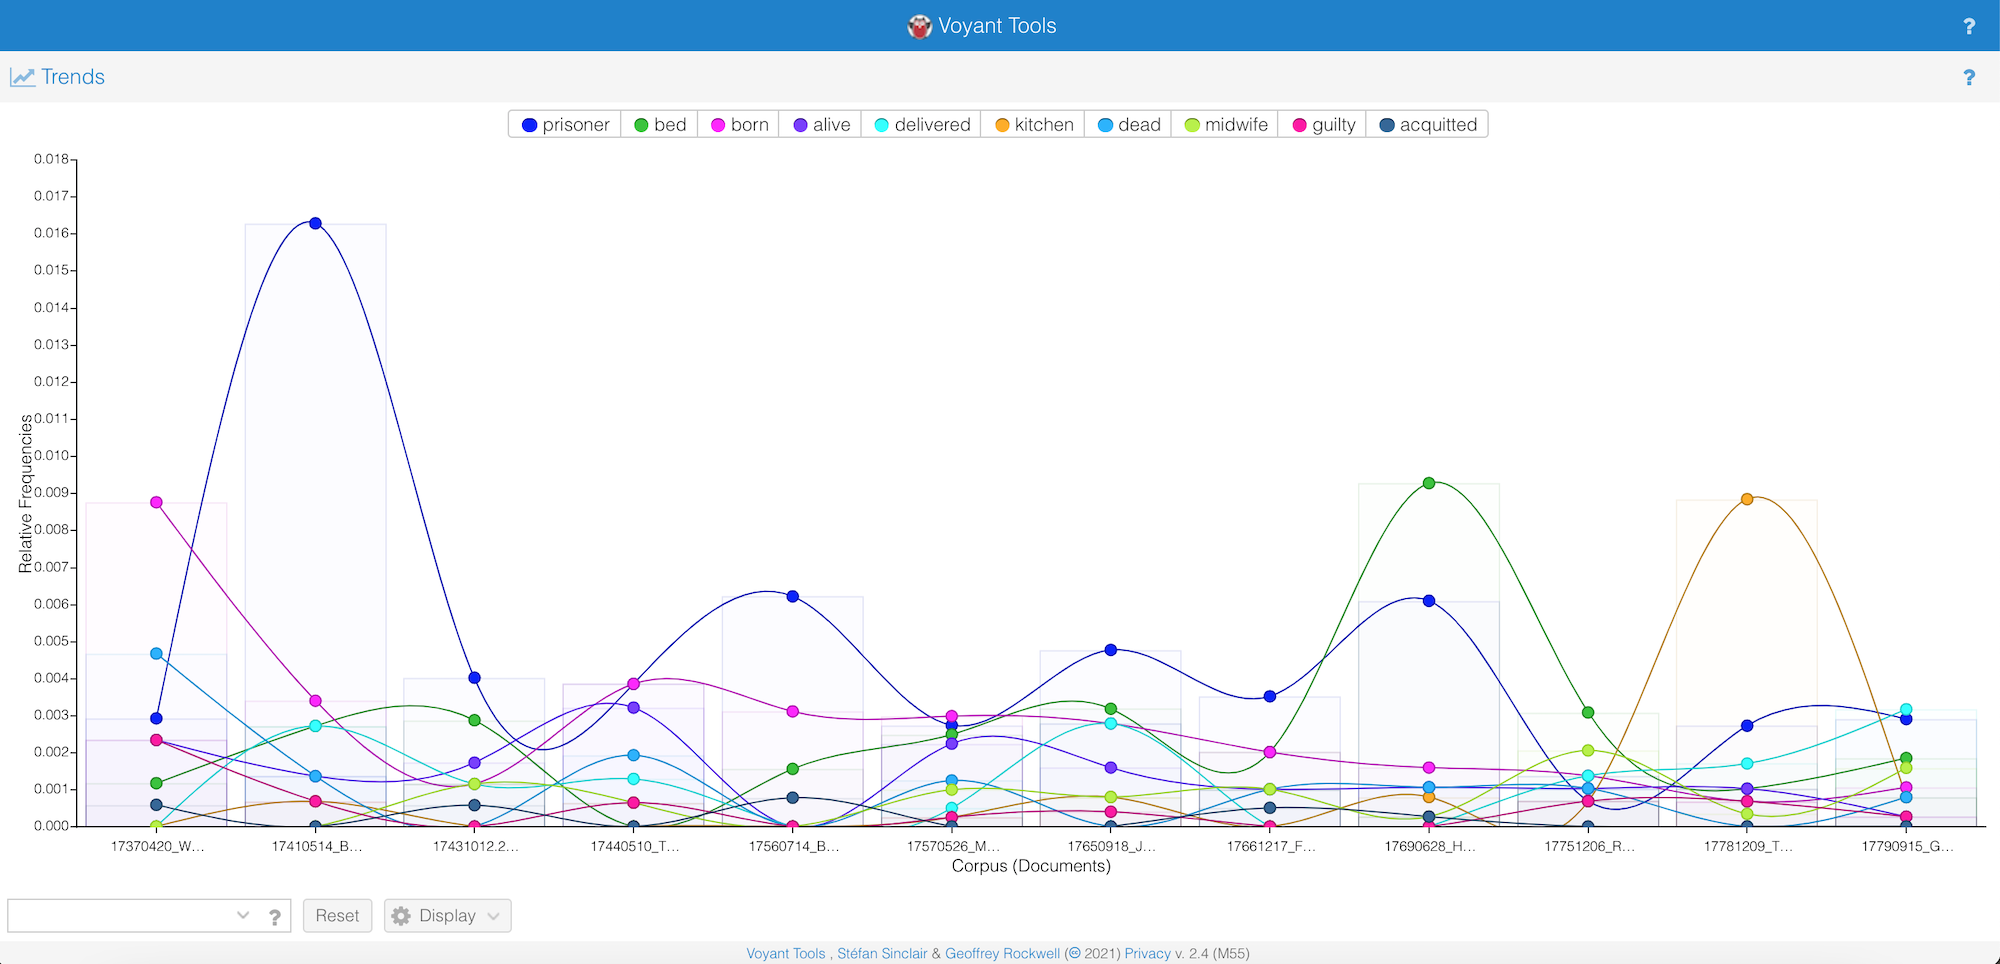 Voyant Tools
?
Trends
?
prisoner bed born alive delivered kitchen dead midwife guilty acquitted
0.018
0.017
0.016
0.015
0.014
0.013
0.012
0.011
0.010
0.009
0.008
0.007
0.006
0.005
0.004
0.003
0.002
0.001
0.000
Relative Frequencies
17370420_W... 17410514_B... 17431012.2... 17440510_T... 17560714_B... 17570526_M... 17650918_J... 17661217_F... 17690628_H... 17751206_R... 17781209_T... 17790915_G...
Corpus (Documents)
? Reset Display
Voyant Tools , Stéfan Sinclair & Geoffrey Rockwell (cc 2021) Privacy v. 2.4 (M55)